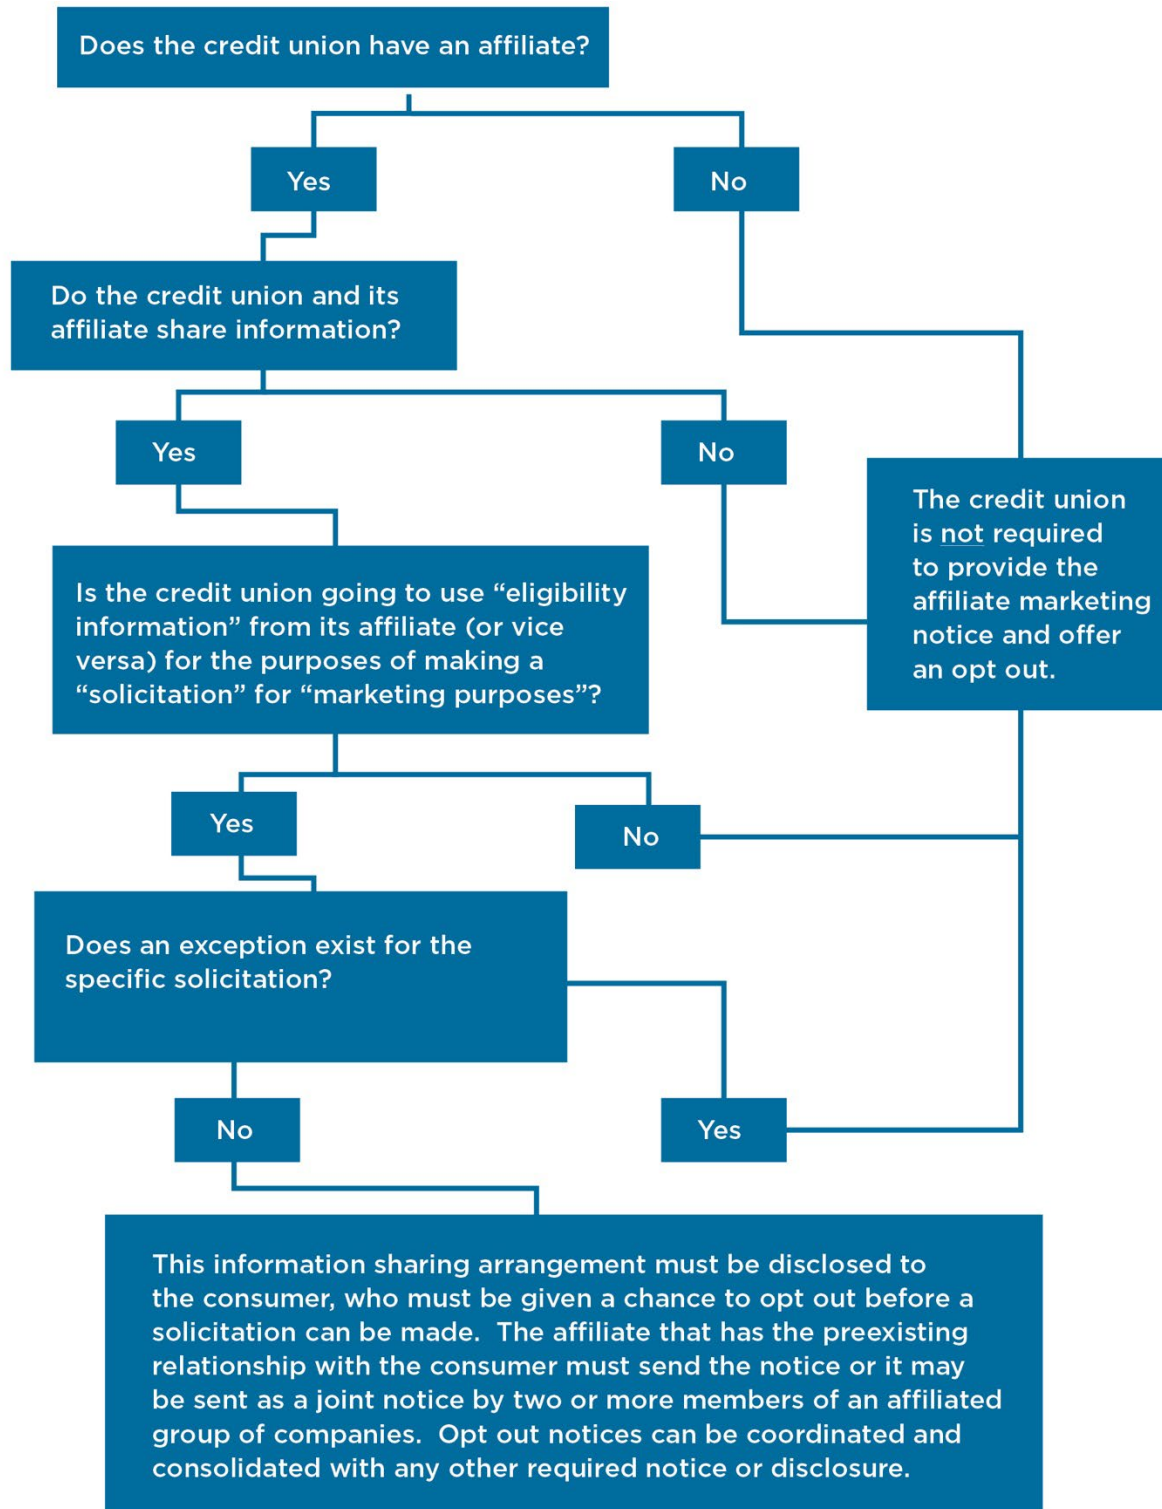 Does the credit union have an affiliate?
Yes
No
Do the credit union and its
affiliate share information?
Yes
No
The credit union
is not required
to provide the
affiliate marketing
notice and offer
an opt out.
Is the credit union going to use “eligibility
information” from its affiliate (or vice
versa) for the purposes of making a
“solicitation” for “marketing purposes”?
Yes
No
Does an exception exist for the
specific solicitation?
No
Yes
This information sharing arrangement must be disclosed to
the consumer, who must be given a chance to opt out before a
solicitation can be made.  The affiliate that has the preexisting
relationship with the consumer must send the notice or it may
be sent as a joint notice by two or more members of an affiliated
group of companies.  Opt out notices can be coordinated and
consolidated with any other required notice or disclosure.